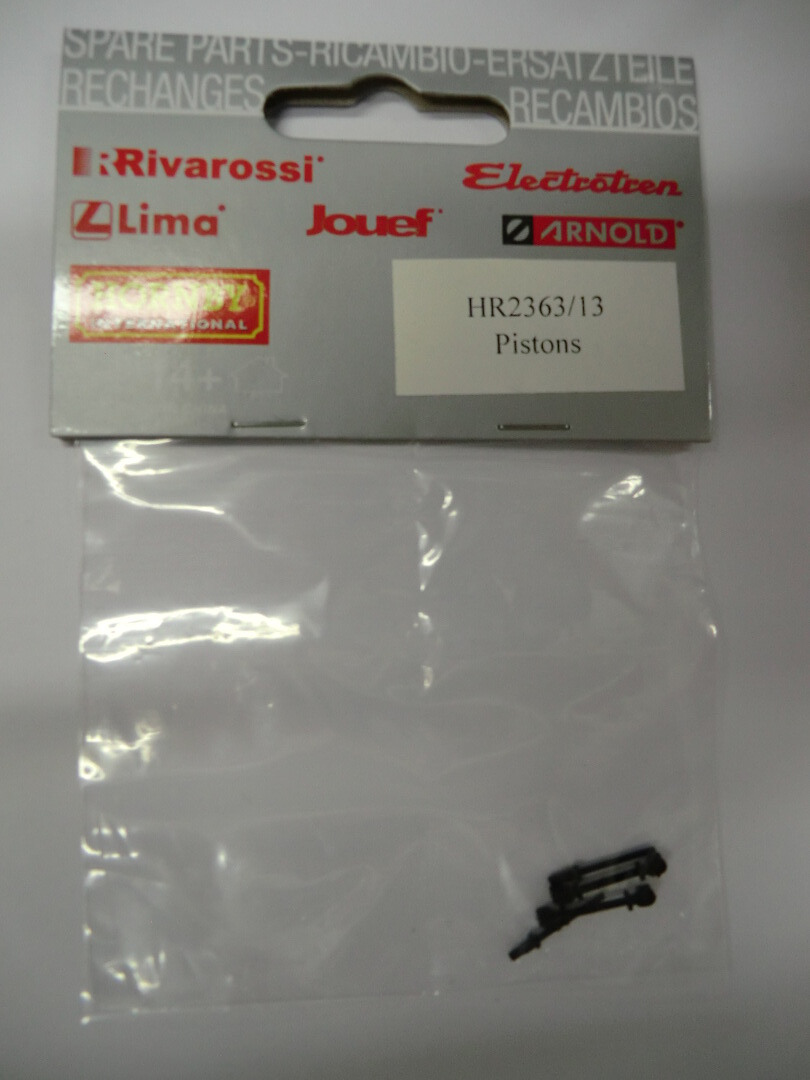 SPARE PARTS-RICAMBIO-ERSATZTEILE
RECHANGES RECAMBIOS
Rivarossi Electrotren
Lima Jouef ARNOLD
HORNBY
INTERNATIONAL
HR2363/13
Pistons
14+